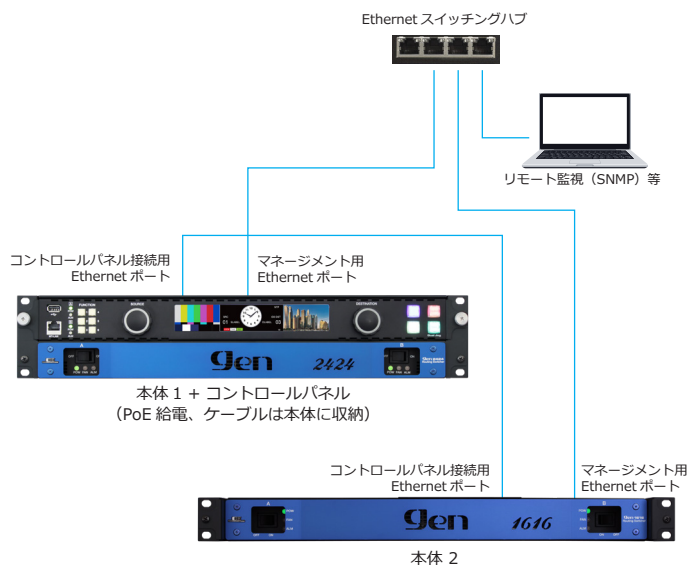 Ethernet スイッチングハブ
リモート監視（SNMP）等
コントロールパネル接続用
Ethernet ポート
マネージメント用
Ethernet ポート
FUNCTION
SOURCE
DESTINATION
A
gen
2424
B
本体 1 + コントロールパネル
（PoE 給電、ケーブルは本体に収納）
コントロールパネル接続用
Ethernet ポート
マネージメント用
Ethernet ポート
A
gen
1616
B
本体 2